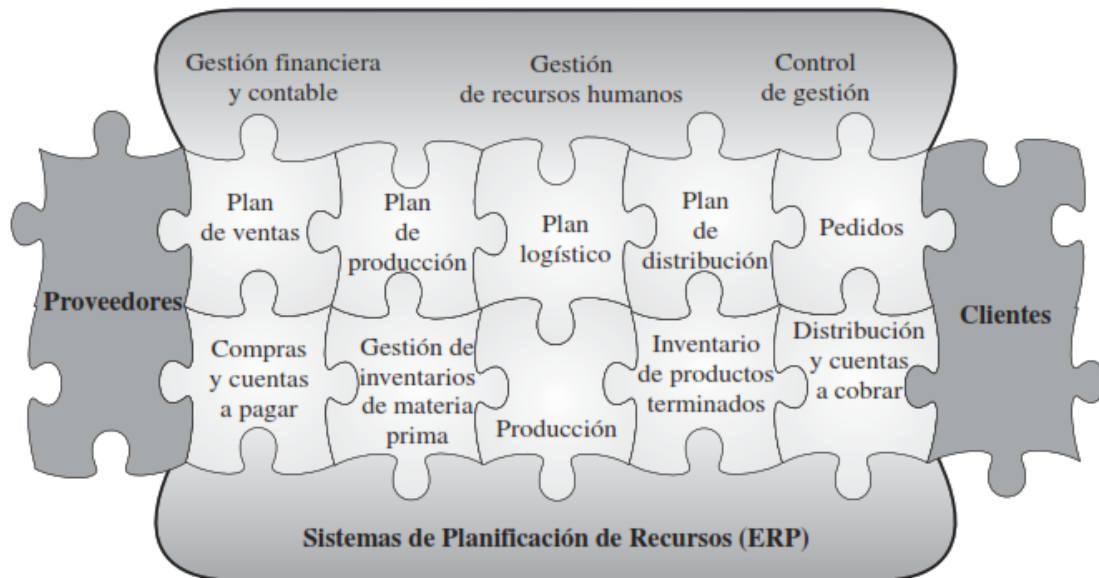 Gestión financiera
y contable
Gestión
de recursos humanos
Control
de gestión
Proveedores
Plan
de ventas
Plan
de
producción
Plan
logístico
Plan
de
distribución
Pedidos
Compras
y cuentas
a pagar
Gestión de
inventarios
de materia
prima
Producción
Inventario
de productos
terminados
Distribución
y cuentas
a cobrar
Clientes
Sistemas de Planificación de Recursos (ERP)